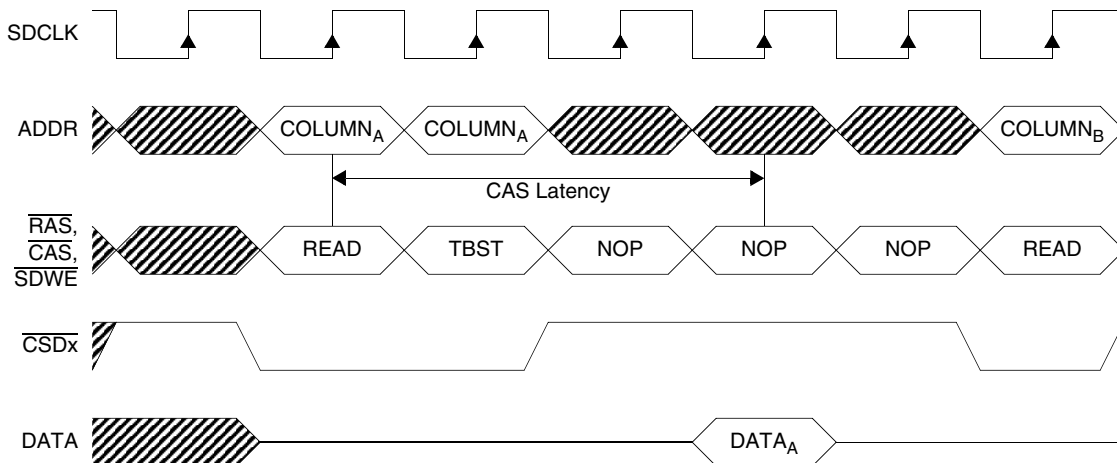 SDCLK
ADDR COLUMNA COLUMNA COLUMNB
CAS Latency
RAS,
CAS, READ TBST NOP NOP NOP READ
SDWE
CSDx
DATA DATAA